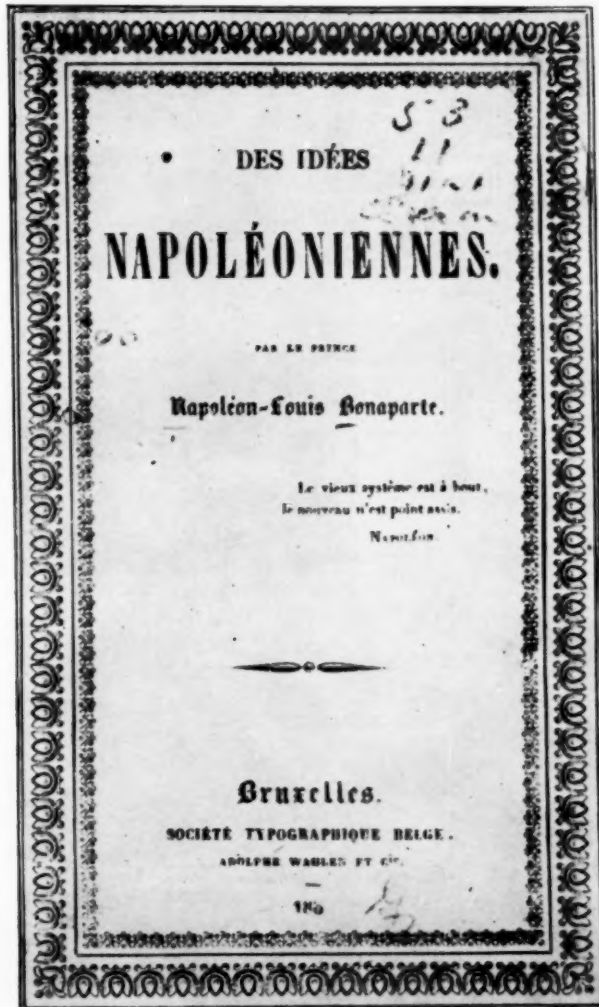 DES IDÉES
NAPOLÉONIENNES.
PAR LE PRINCE
Napoléon-Louis Bonaparte.
Le vieux système est à bout,
le nouveau n'est point assis.
NAPOLÉON.
Bruxelles.
SOCIÉTÉ TYPOGRAPHIQUE BELGE.
ADOLPHE WAHLEN ET Cie.